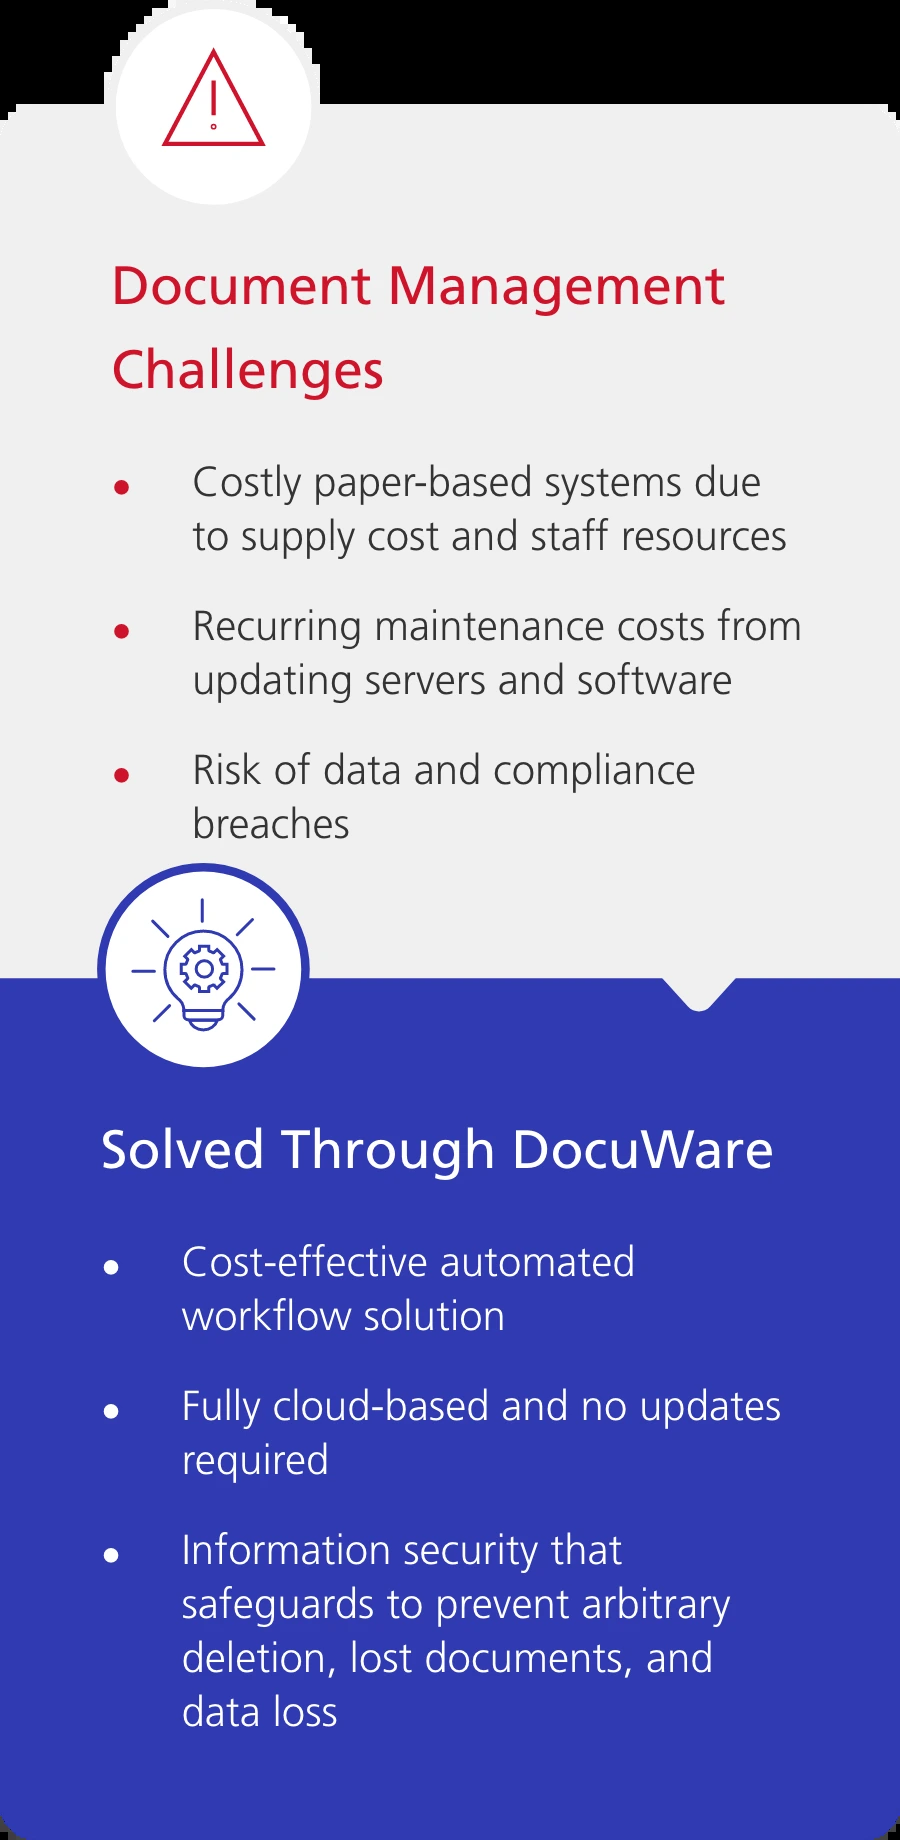 Document Management
Challenges
• Costly paper-based systems due
to supply cost and staff resources
• Recurring maintenance costs from
updating servers and software
• Risk of data and compliance
breaches
Solved Through DocuWare
• Cost-effective automated
workflow solution
• Fully cloud-based and no updates
required
• Information security that
safeguards to prevent arbitrary
deletion, lost documents, and
data loss